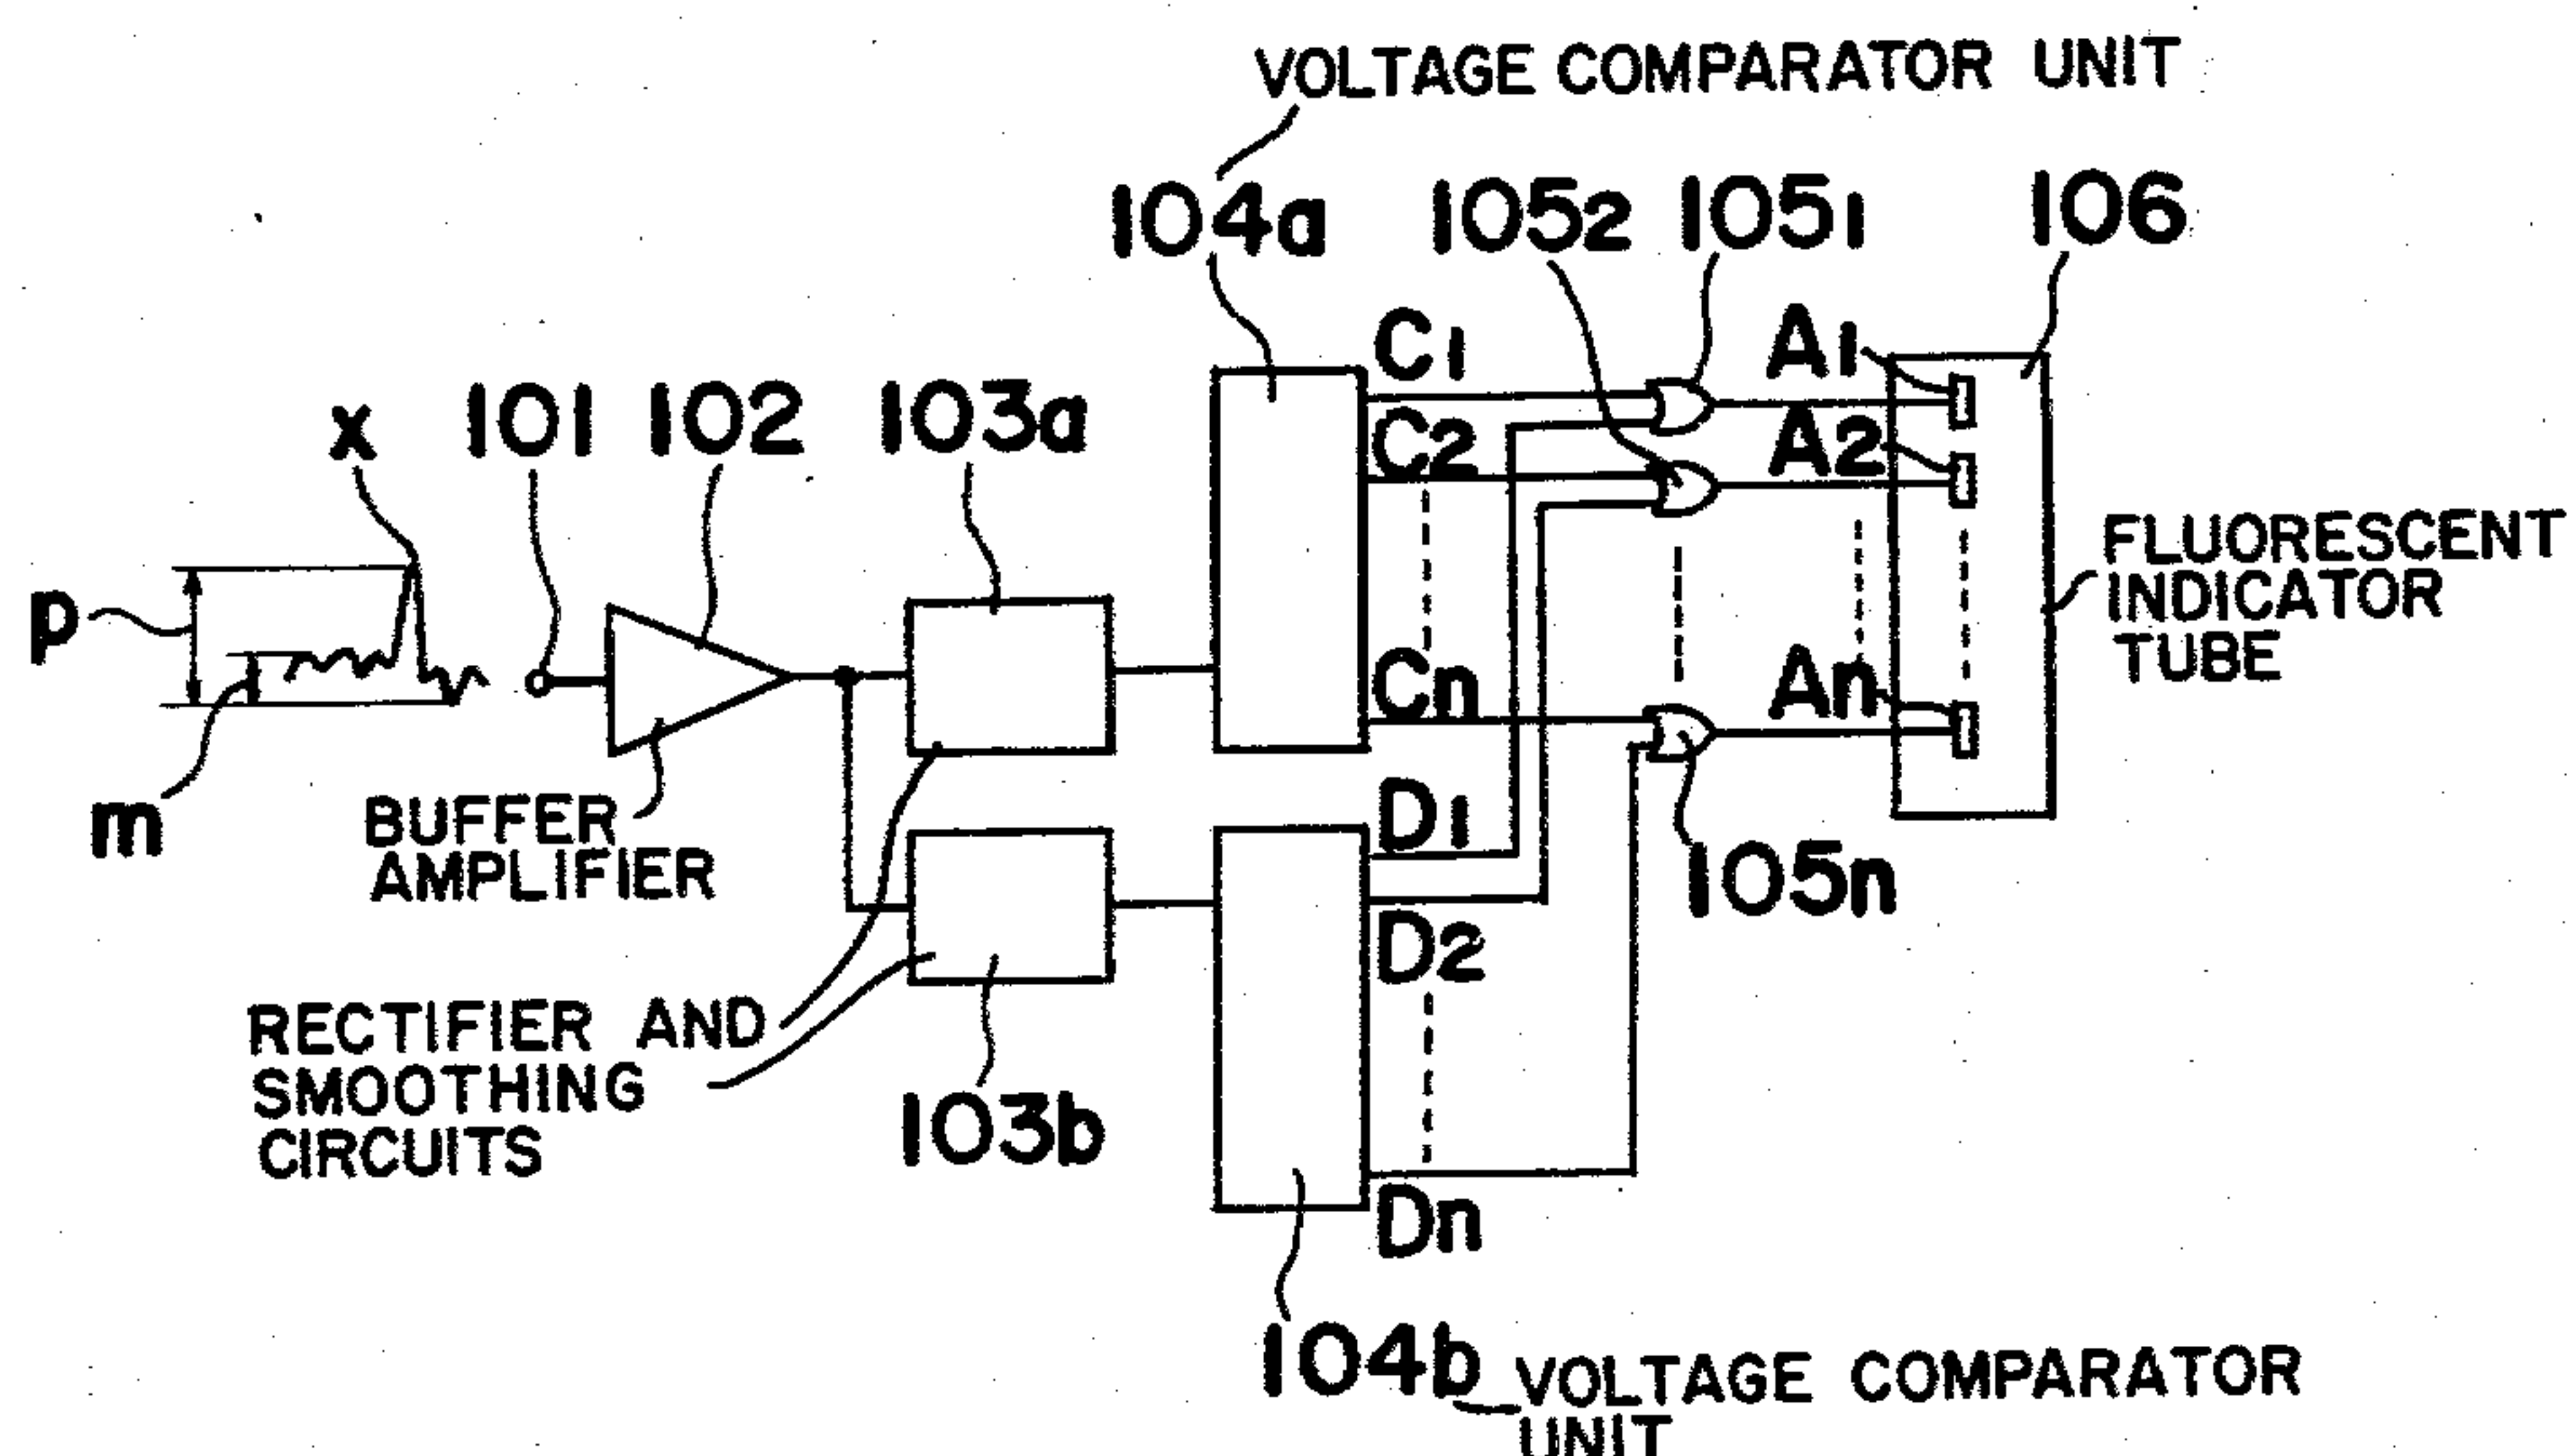 VOLTAGE COMPARATOR UNIT
104a 1052 1051 106
C1 A1
x 101 102 103a
C2 A2
FLUORESCENT
INDICATOR
TUBE
p
Cn An
m
BUFFER
AMPLIFIER
D1
105n
D2
RECTIFIER AND
SMOOTHING
CIRCUITS
103b
Dn
104b VOLTAGE COMPARATOR
UNIT